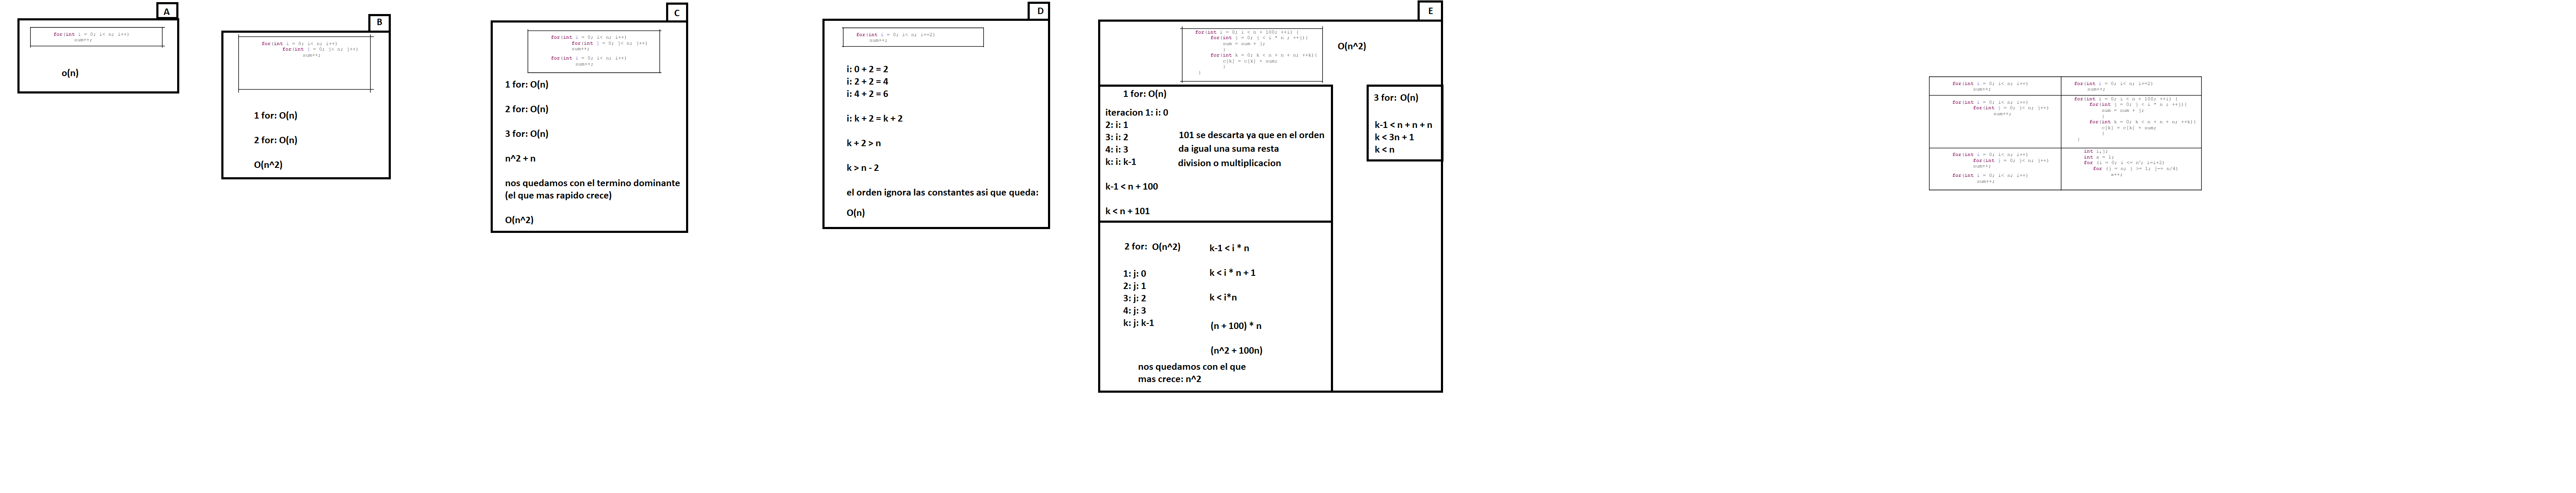 A
for(int i = 0; i< n; i++)
sum++;
o(n)
B
for(int i = 0; i< n; i++)
for(int j = 0; j< n; j++)
sum++;
1 for: O(n)
2 for: O(n)
O(n^2)
C
for(int i = 0; i< n; i++)
for(int j = 0; j< n; j++)
sum++;
for(int i = 0; i< n; i++)
sum++;
1 for: O(n)
2 for: O(n)
3 for: O(n)
n^2 + n
nos quedamos con el termino dominante
(el que mas rapido crece)
O(n^2)
D
for(int i = 0; i< n; i+=2)
sum++;
i: 0 + 2 = 2
i: 2 + 2 = 4
i: 4 + 2 = 6
i: k + 2 = k + 2
k + 2 > n
k > n - 2
el orden ignora las constantes asi que queda:
O(n)
E
for(int i = 0; i < n + 100; ++i) {
for(int j = 0; j < i * n ; ++j){
sum = sum + j;
}
for(int k = 0; k < n + n + n; ++k){
c[k] = c[k] + sum;
}
}
O(n^2)
1 for: O(n)
iteracion 1: i: 0
2: i: 1
3: i: 2
4: i: 3
k: i: k-1
101 se descarta ya que en el orden
da igual una suma resta
division o multiplicacion
k-1 < n + 100
k < n + 101
3 for: O(n)
k-1 < n + n + n
k < 3n + 1
k < n
2 for: O(n^2)
1: j: 0
2: j: 1
3: j: 2
4: j: 3
k: j: k-1
k-1 < i * n
k < i * n + 1
k < i*n
(n + 100) * n
(n^2 + 100n)
nos quedamos con el que
mas crece: n^2
for(int i = 0; i< n; i++)
sum++;
for(int i = 0; i< n; i+=2)
sum++;
for(int i = 0; i< n; i++)
for(int j = 0; j< n; j++)
sum++;
for(int i = 0; i < n + 100; ++i) {
for(int j = 0; j < i * n ; ++j){
sum = sum + j;
}
for(int k = 0; k < n + n + n; ++k){
c[k] = c[k] + sum;
}
}
for(int i = 0; i< n; i++)
for(int j = 0; j< n; j++)
sum++;
for(int i = 0; i< n; i++)
sum++;
int i,j;
for (j = n; j >= 1; j-= n/4)